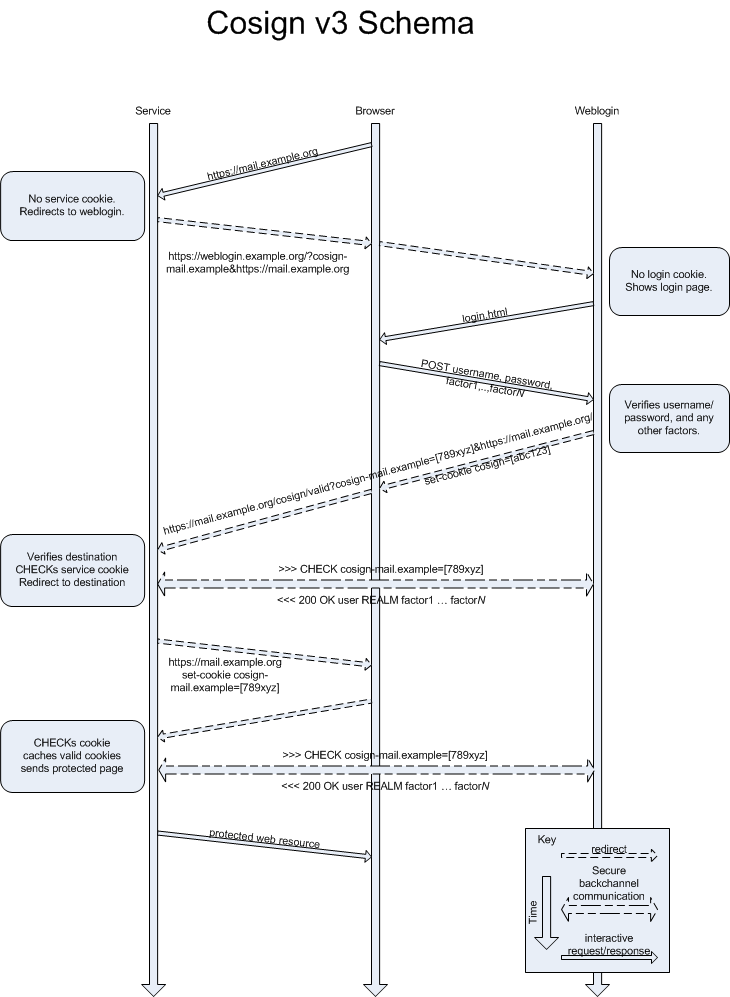 Cosign v3 Schema
Service
Browser
Weblogin
https://mail.example.org
No service cookie.
Redirects to weblogin.
https://weblogin.example.org/?cosign-
mail.example&https://mail.example.org
No login cookie.
Shows login page.
login.html
POST username, password,
factor1,..,factorN
Verifies username/
password, and any
other factors.
https://mail.example.org/cosign/valid?cosign-mail.example=[789xyz]&https://mail.example.org/
set-cookie cosign=[abc123]
Verifies destination
CHECKs service cookie
Redirect to destination
>>> CHECK cosign-mail.example=[789xyz]
<<< 200 OK user REALM factor1 … factorN
https://mail.example.org
set-cookie cosign-
mail.example=[789xyz]
CHECKs cookie
caches valid cookies
sends protected page
>>> CHECK cosign-mail.example=[789xyz]
<<< 200 OK user REALM factor1 … factorN
protected web resource
Key
redirect
Secure
backchannel
communication
Time
interactive
request/response